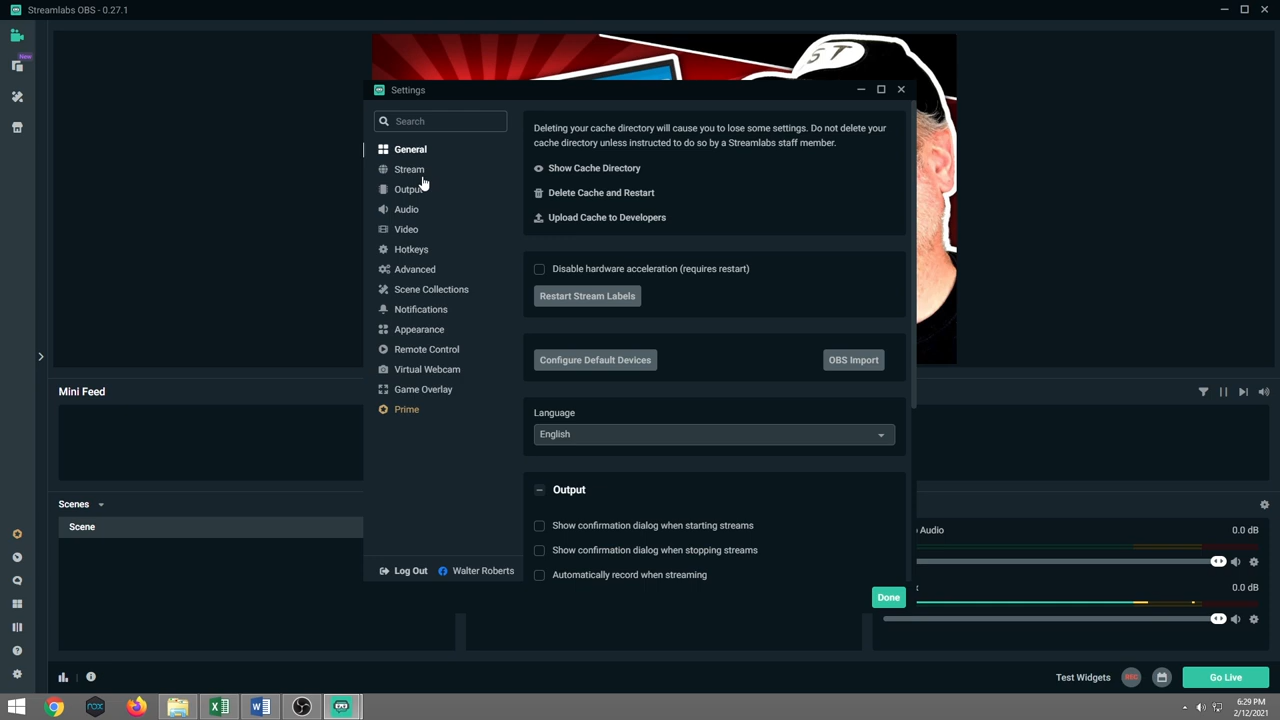 Streamlabs OBS - 0.27.1
New
ST
Settings
Search
General
Stream
Output
Audio
Video
Hotkeys
Advanced
Scene Collections
Notifications
Appearance
Remote Control
Virtual Webcam
Game Overlay
Prime
Log Out
Walter Roberts
Deleting your cache directory will cause you to lose some settings. Do not delete your
cache directory unless instructed to do so by a Streamlabs staff member.
Show Cache Directory
Delete Cache and Restart
Upload Cache to Developers
Disable hardware acceleration (requires restart)
Restart Stream Labels
Configure Default Devices
OBS Import
Language
English
Output
Show confirmation dialog when starting streams
Show confirmation dialog when stopping streams
Automatically record when streaming
Done
Mini Feed
Scenes
Scene
Audio
0.0 dB
0.0 dB
Test Widgets
REC
Go Live
nox
6:29 PM
2/12/2021